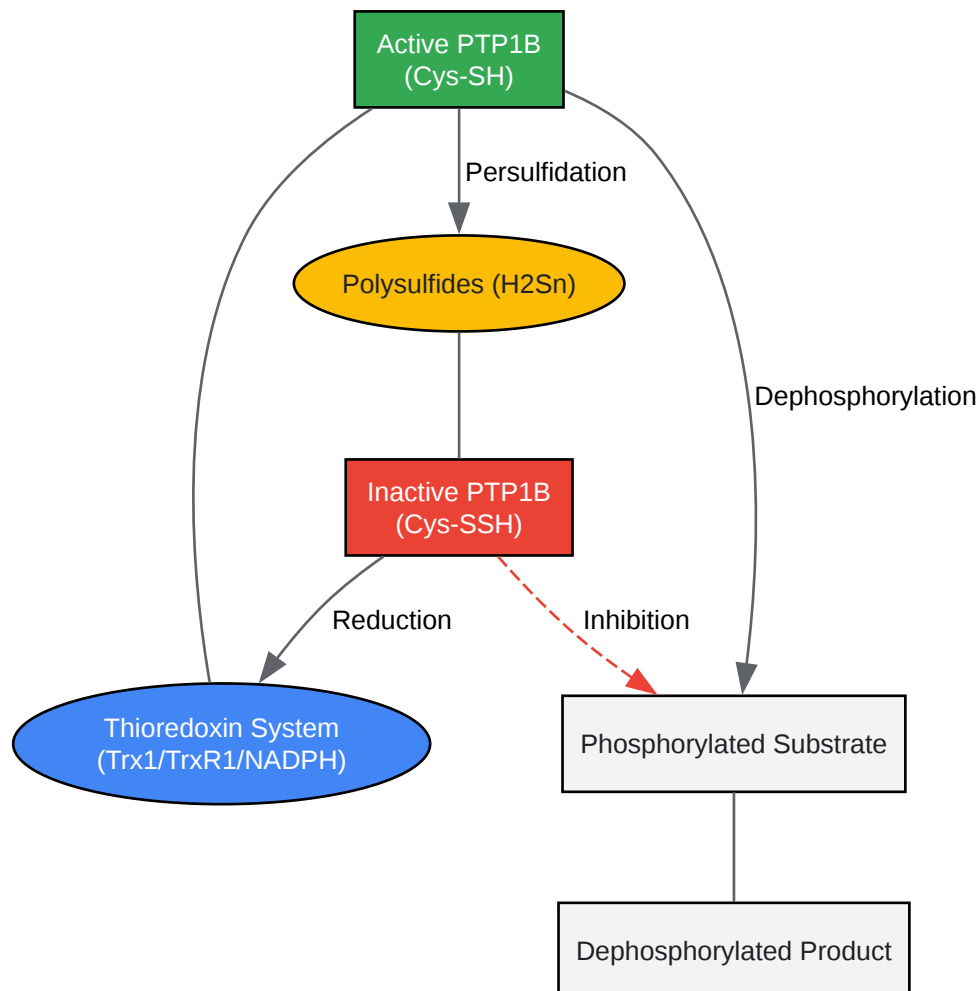 Active PTP1B
(Cys-SH)
Persulfidation
Polysulfides (H2Sn)
Dephosphorylation
Inactive PTP1B
(Cys-SSH)
Reduction
Inhibition
Thioredoxin System
(Trx1/TrxR1/NADPH)
Phosphorylated Substrate
Dephosphorylated Product